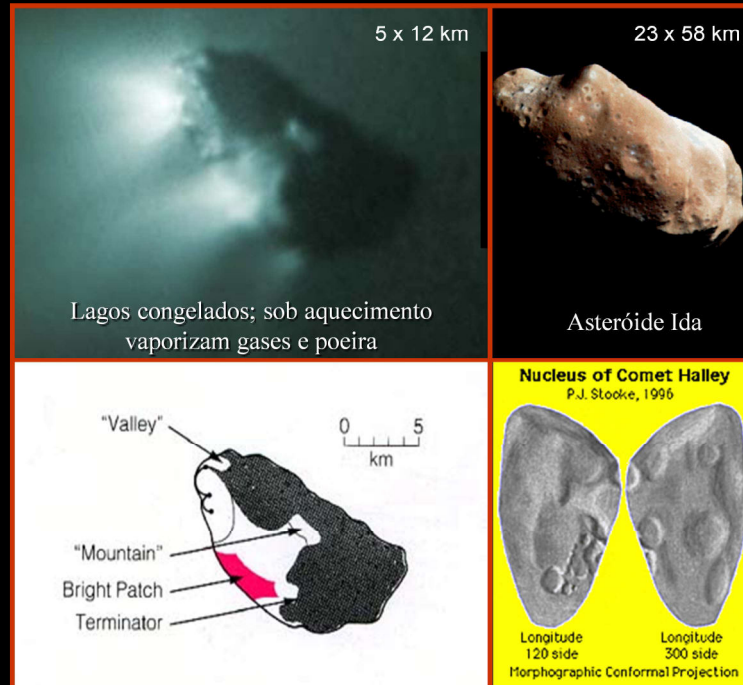 5 x 12 km
Lagos congelados; sob aquecimento
vaporizam gases e poeira
23 x 58 km
Asteróide Ida
"Valley"
0 5
km
"Mountain"
Bright Patch
Terminator
Nucleus of Comet Halley
P.J. Stooke, 1996
Longitude
120 side
Longitude
300 side
Morphographic Conformal Projection